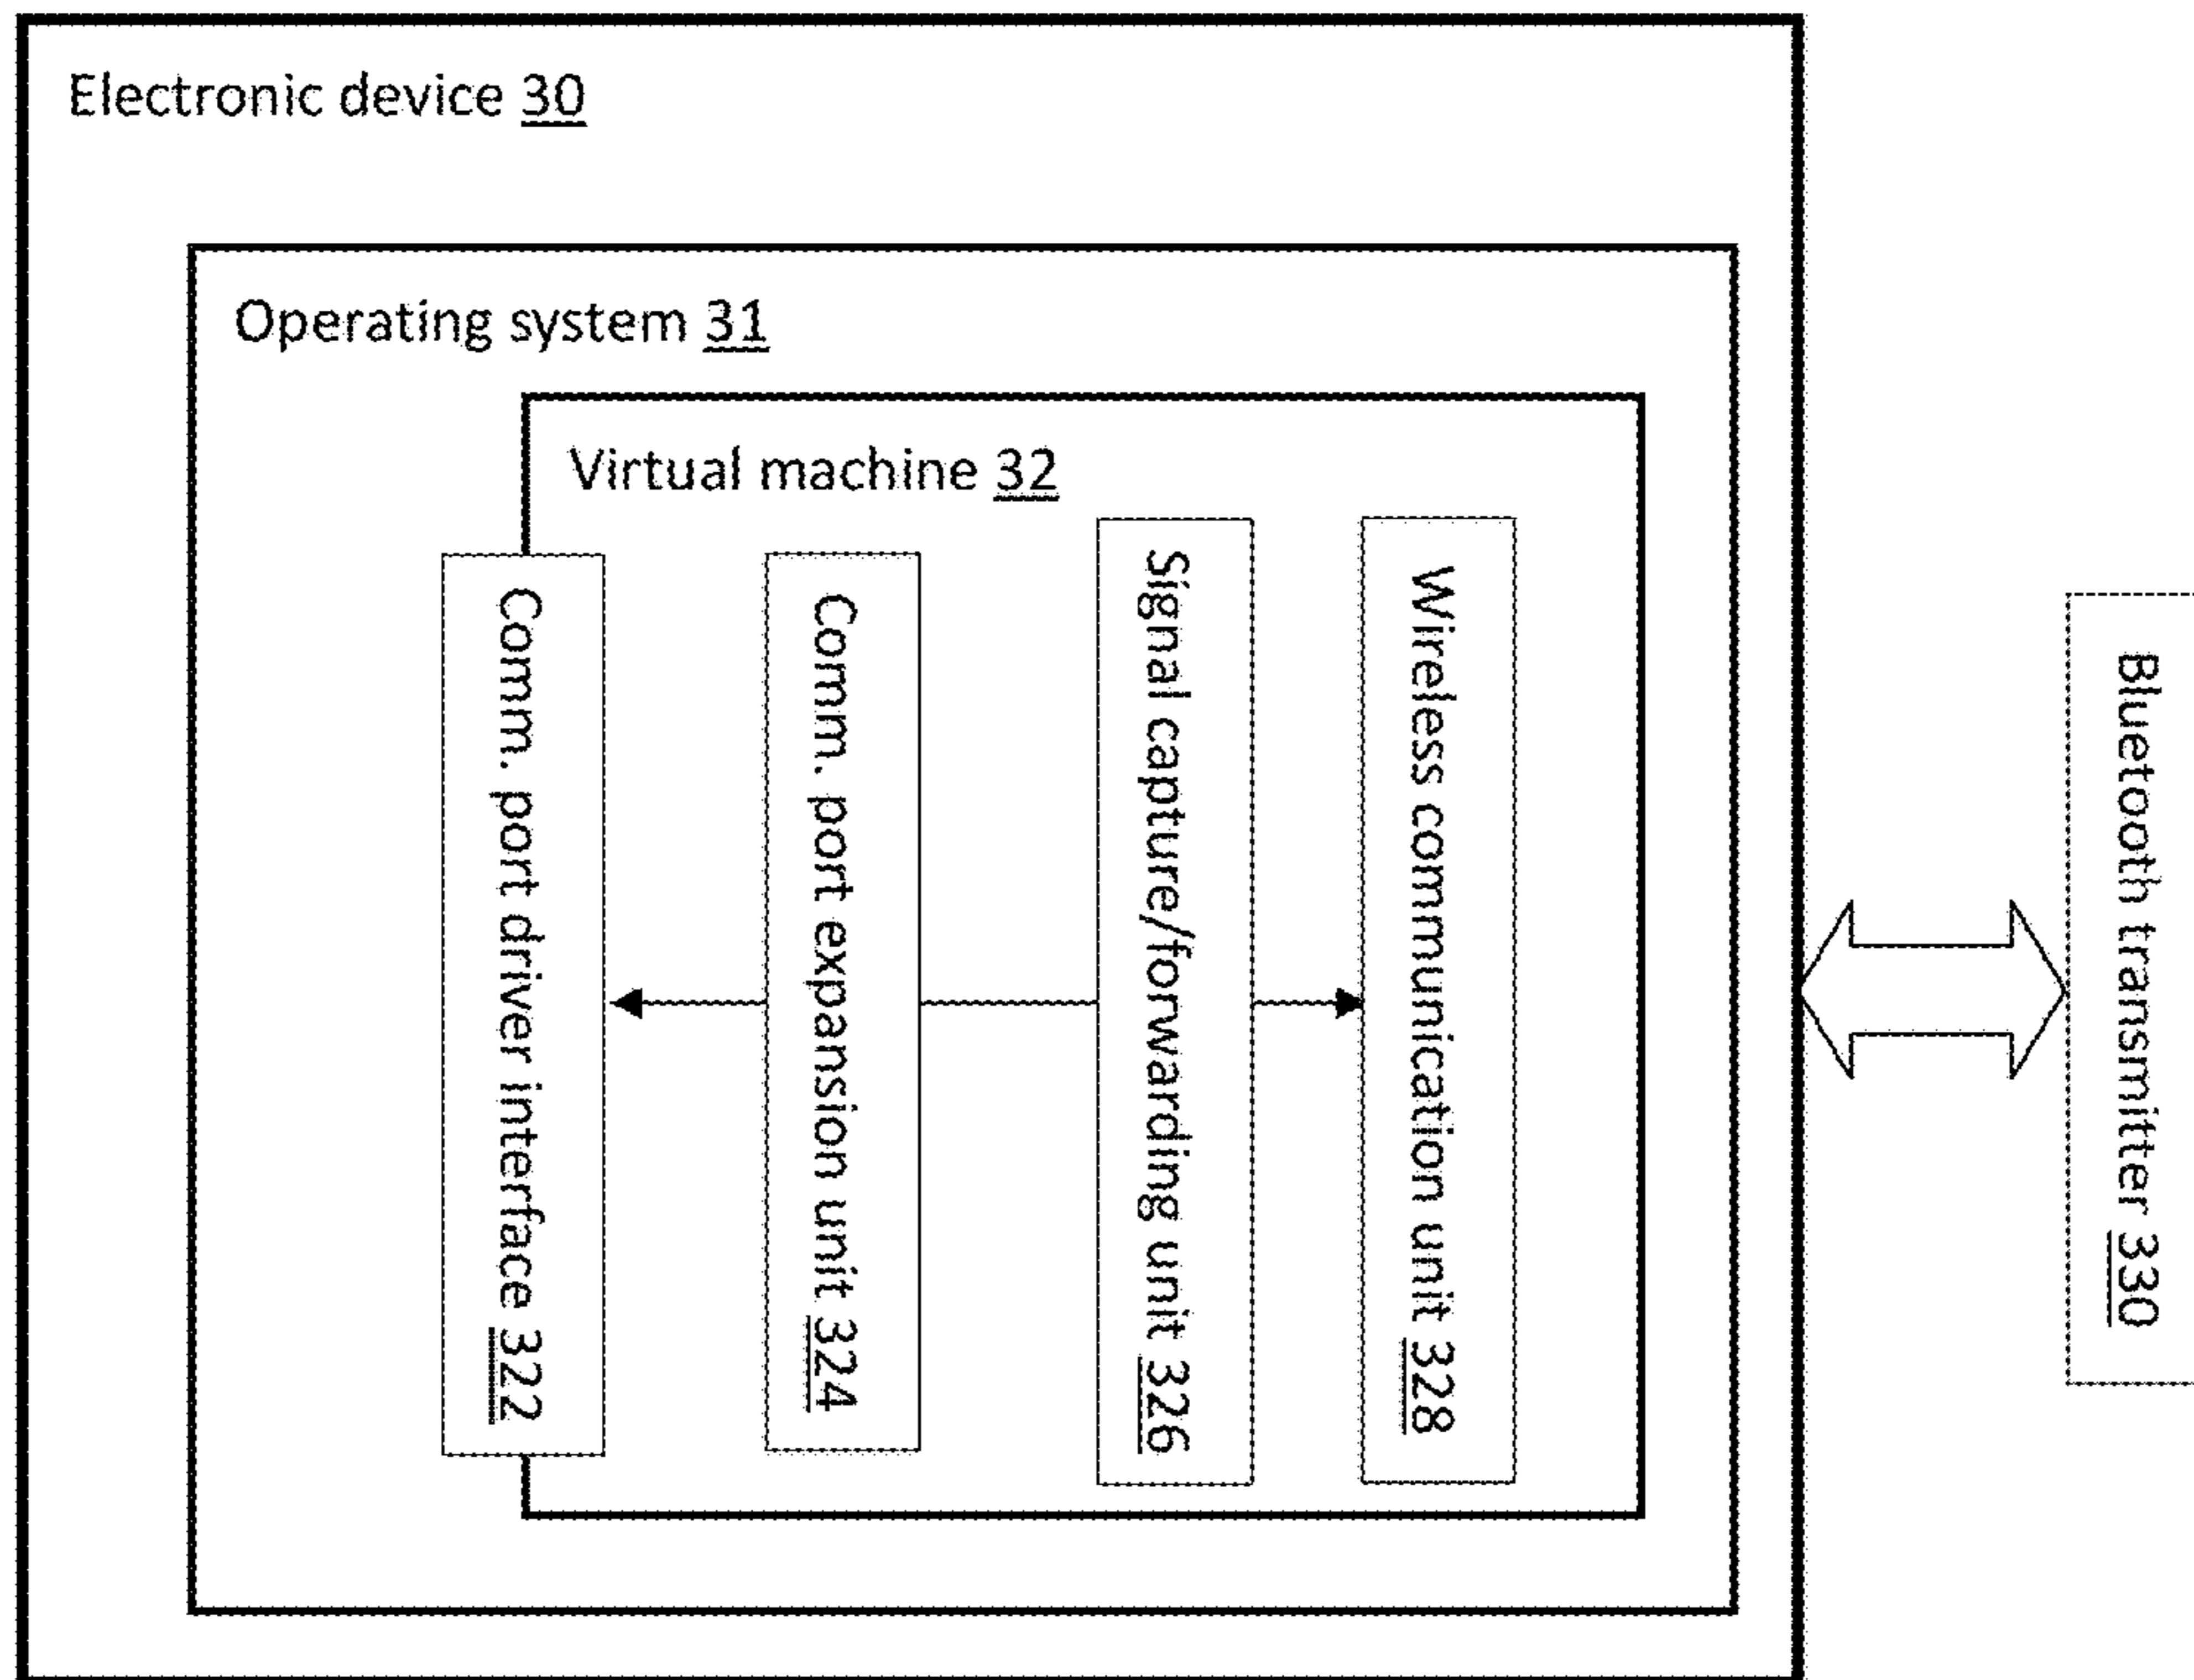 Electronic device 30
Operating system 31
Virtual machine 32
Comm. port driver interface 322
Comm. port expansion unit 324
Signal capture/forwarding unit 326
Wireless communication unit 328
Bluetooth transmitter 330